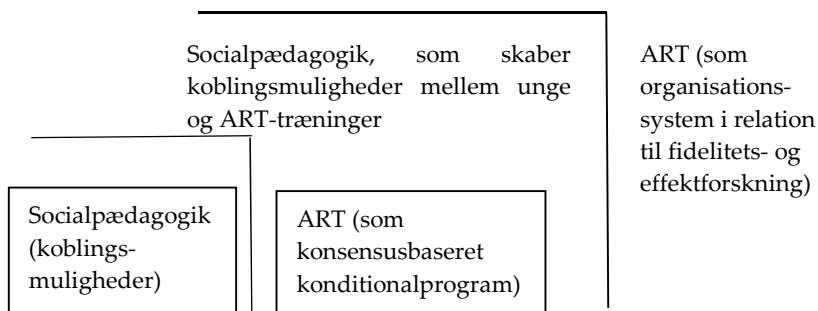 Socialpædagogik, som skaber
koblingsmuligheder mellem unge
og ART-træninger
ART (som
organisations-
system i relation
til fidelitets- og
effektforskning)
Socialpædagogik
(koblings-
muligheder)
ART (som
konsensusbaseret
konditionalprogram)